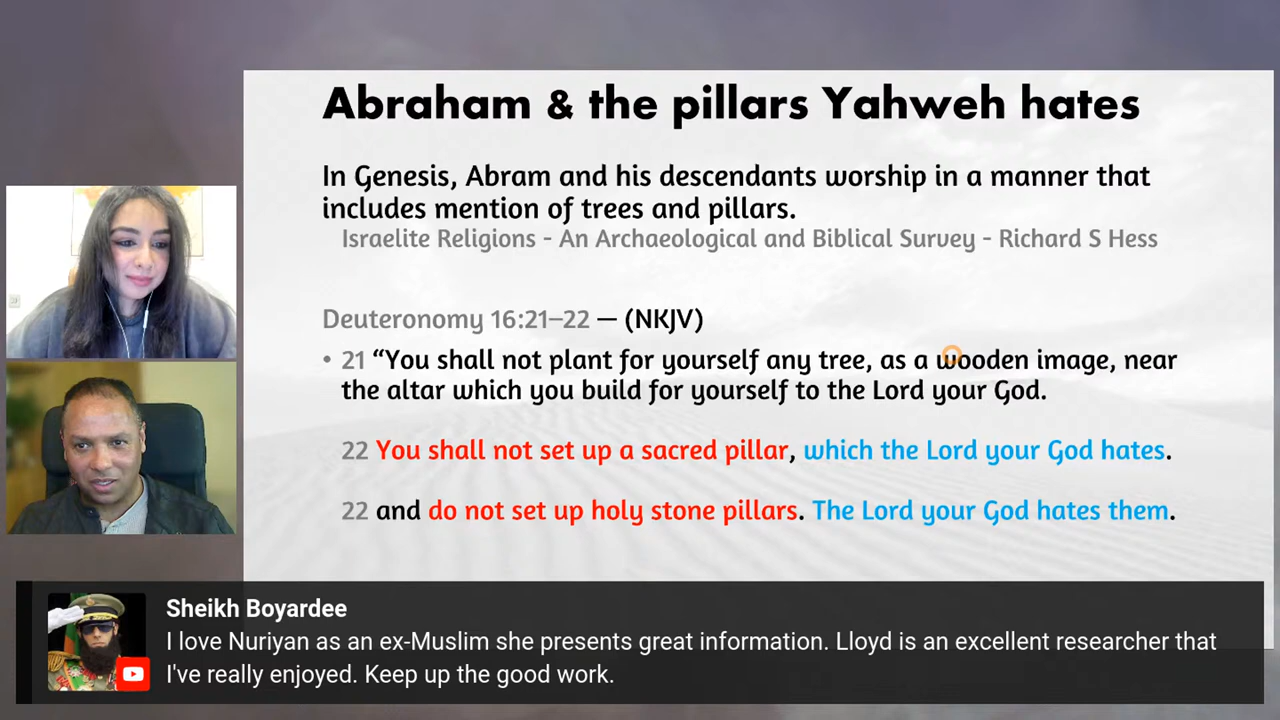 Abraham & the pillars Yahweh hates
In Genesis, Abram and his descendants worship in a manner that
includes mention of trees and pillars.
Israelite Religions - An Archaeological and Biblical Survey - Richard S Hess
Deuteronomy 16:21–22 — (NKJV)
• 21 “You shall not plant for yourself any tree, as a wooden image, near
the altar which you build for yourself to the Lord your God.
22 You shall not set up a sacred pillar, which the Lord your God hates.
22 and do not set up holy stone pillars. The Lord your God hates them.
Sheikh Boyardee
I love Nuriyan as an ex-Muslim she presents great information. Lloyd is an excellent researcher that
I've really enjoyed. Keep up the good work.